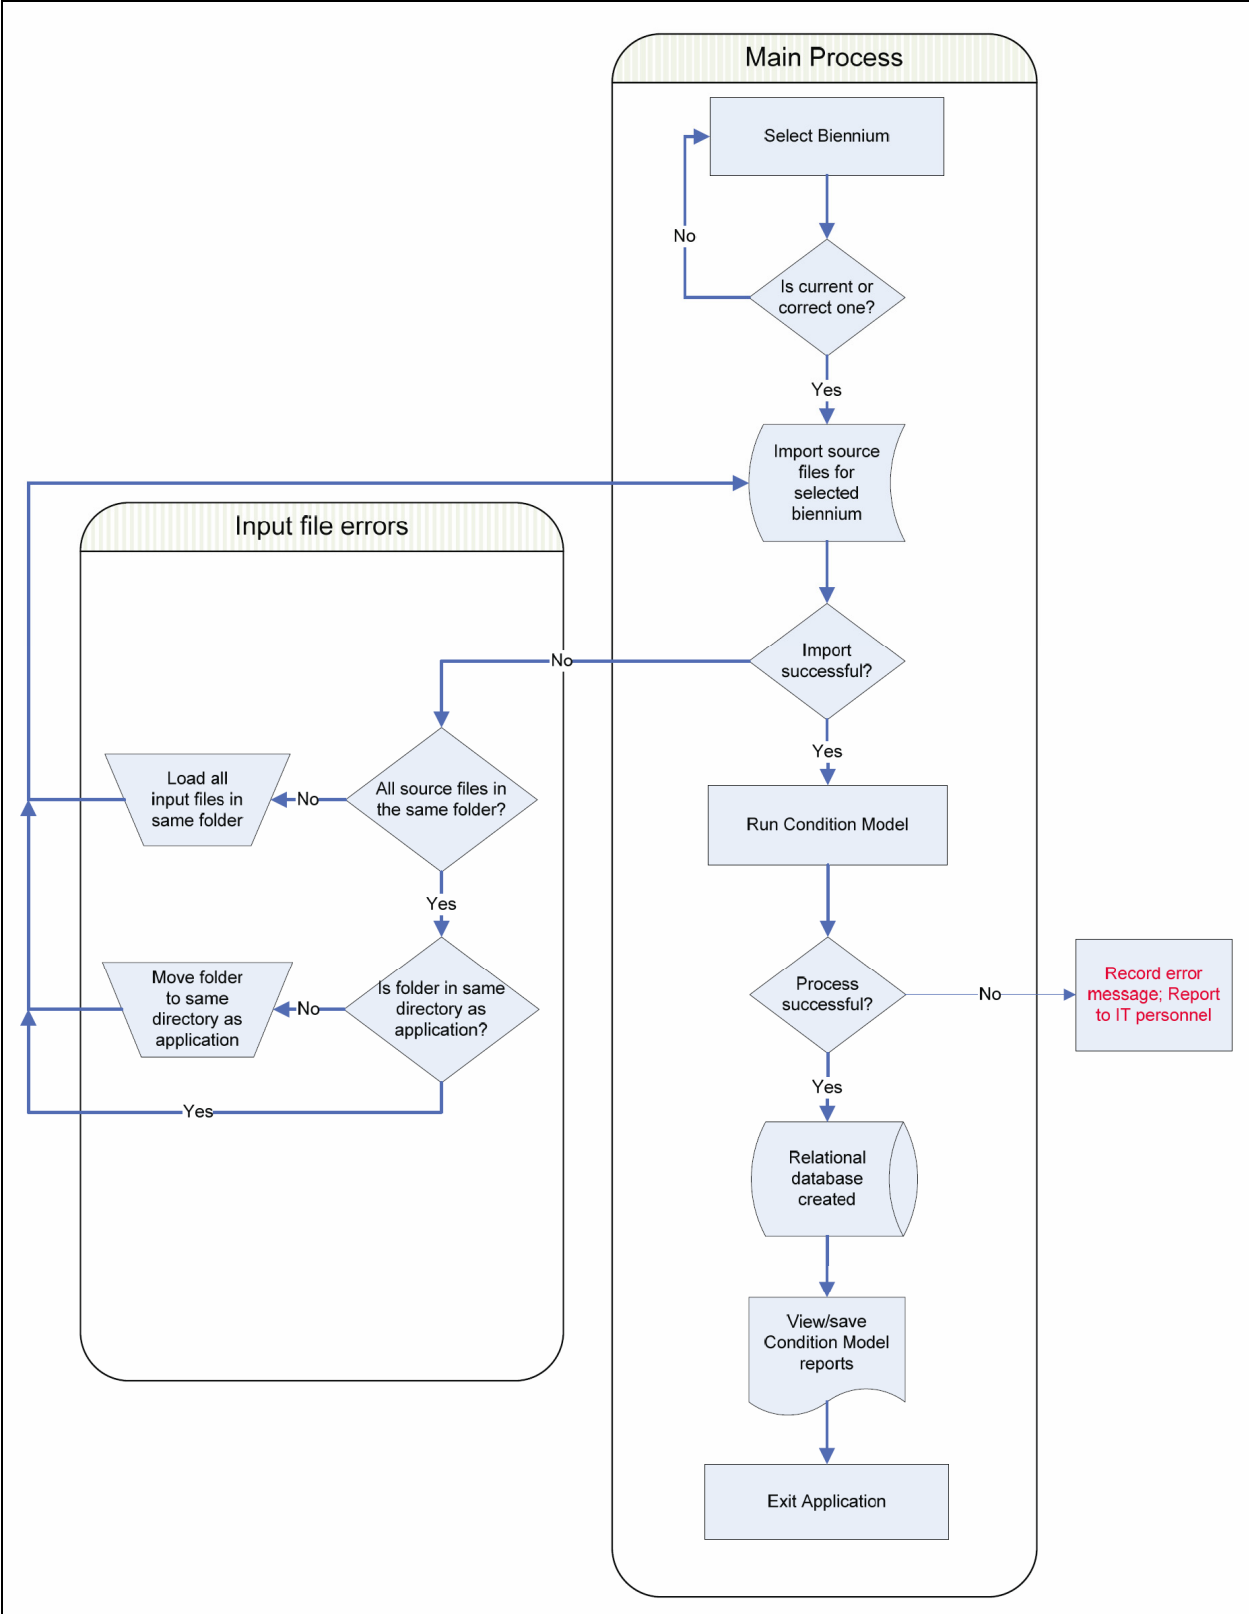 Main Process
Select Biennium
No
Is current or
correct one?
Yes
Import source
files for
selected
biennium
Input file errors
No
Import
successful?
Yes
Load all
input files in
same folder
No
All source files in
the same folder?
Run Condition Model
Yes
Move folder
to same
directory as
application
No
Is folder in same
directory as
application?
Process
successful?
No
Record error
message; Report
to IT personnel
Yes
Yes
Relational
database
created
View/save
Condition Model
reports
Exit Application